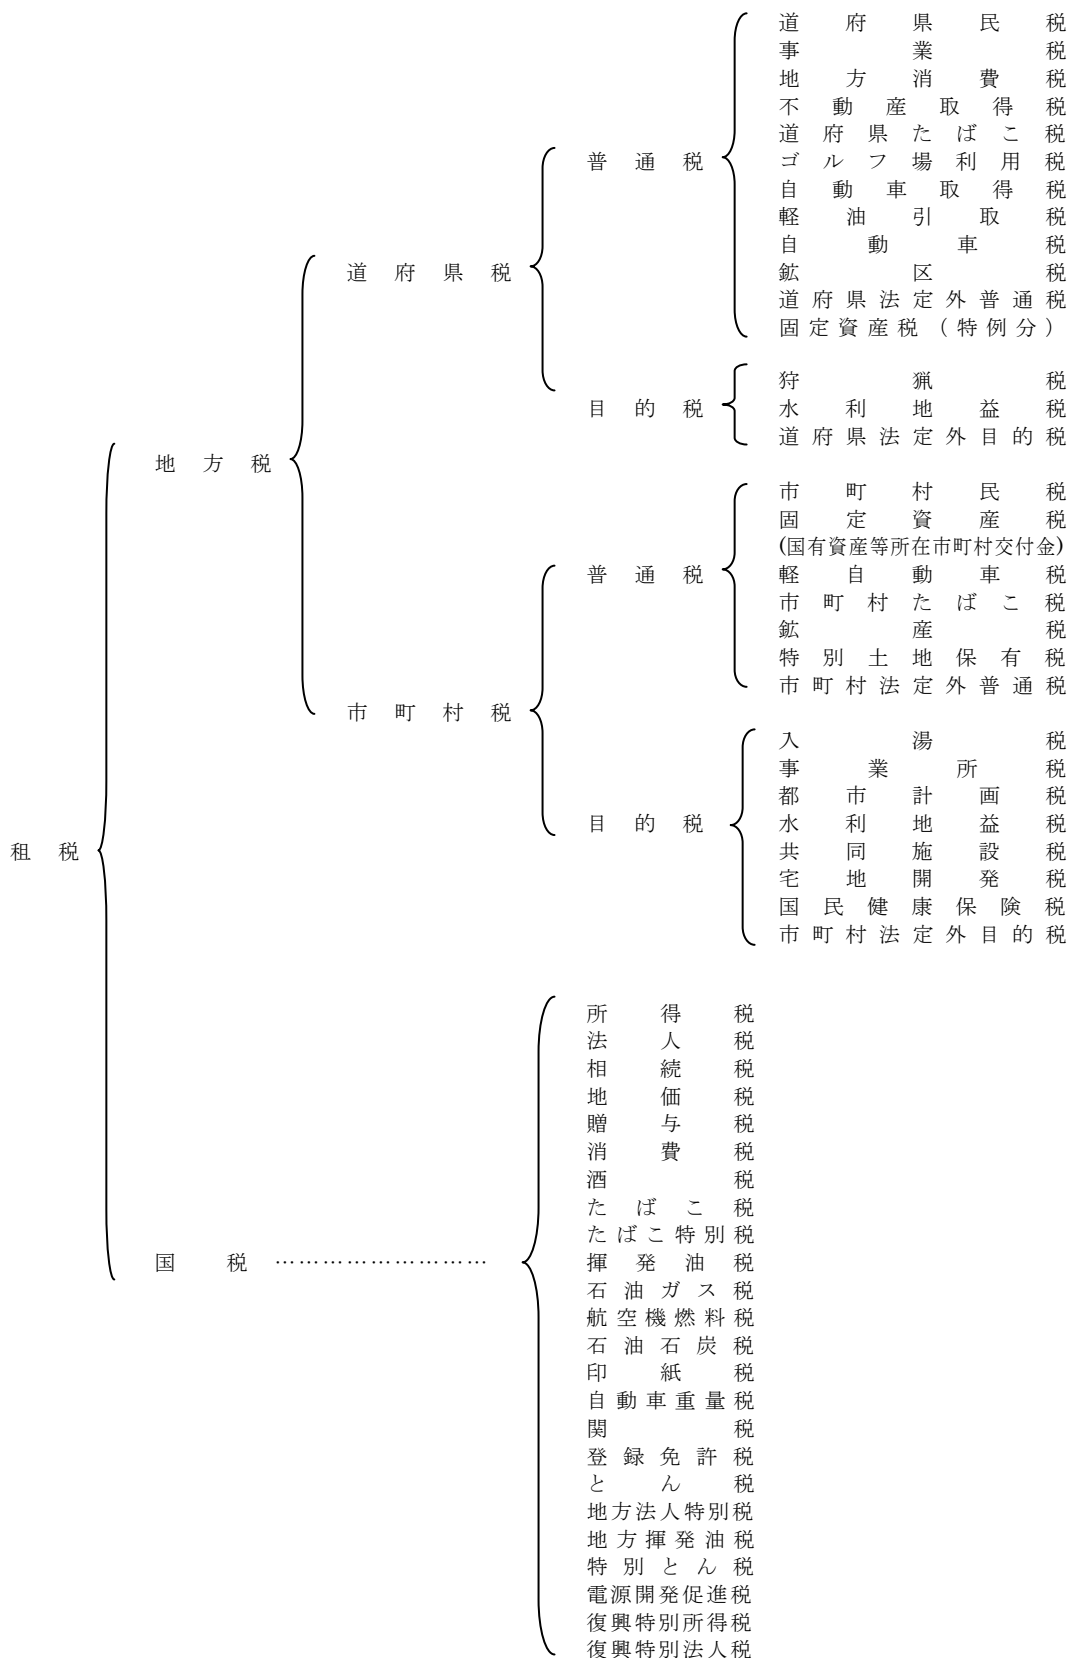 租税
地方税
道府県税
普通税
道府県民税
事業税
地方消費税
不動産取得税
道府県たばこ税
ゴルフ場利用税
自動車取得税
軽油引取税
自動車税
鉱区税
道府県法定外普通税
固定資産税（特例分）
目的税
狩猟税
水利地益税
道府県法定外目的税
市町村税
普通税
市町村民税
固定資産税
(国有資産等所在市町村交付金)
軽自動車税
市町村たばこ税
鉱産税
特別土地保有税
市町村法定外普通税
目的税
入湯税
事業所税
都市計画税
水利地益税
共同施設税
宅地開発税
国民健康保険税
市町村法定外目的税
国税 ………………………
所得税
法人税
相続税
地価税
贈与税
消費税
酒税
たばこ税
たばこ特別税
揮発油税
石油ガス税
航空機燃料税
石油石炭税
印紙税
自動車重量税
関税
登録免許税
とん税
地方法人特別税
地方揮発油税
特別とん税
電源開発促進税
復興特別所得税
復興特別法人税